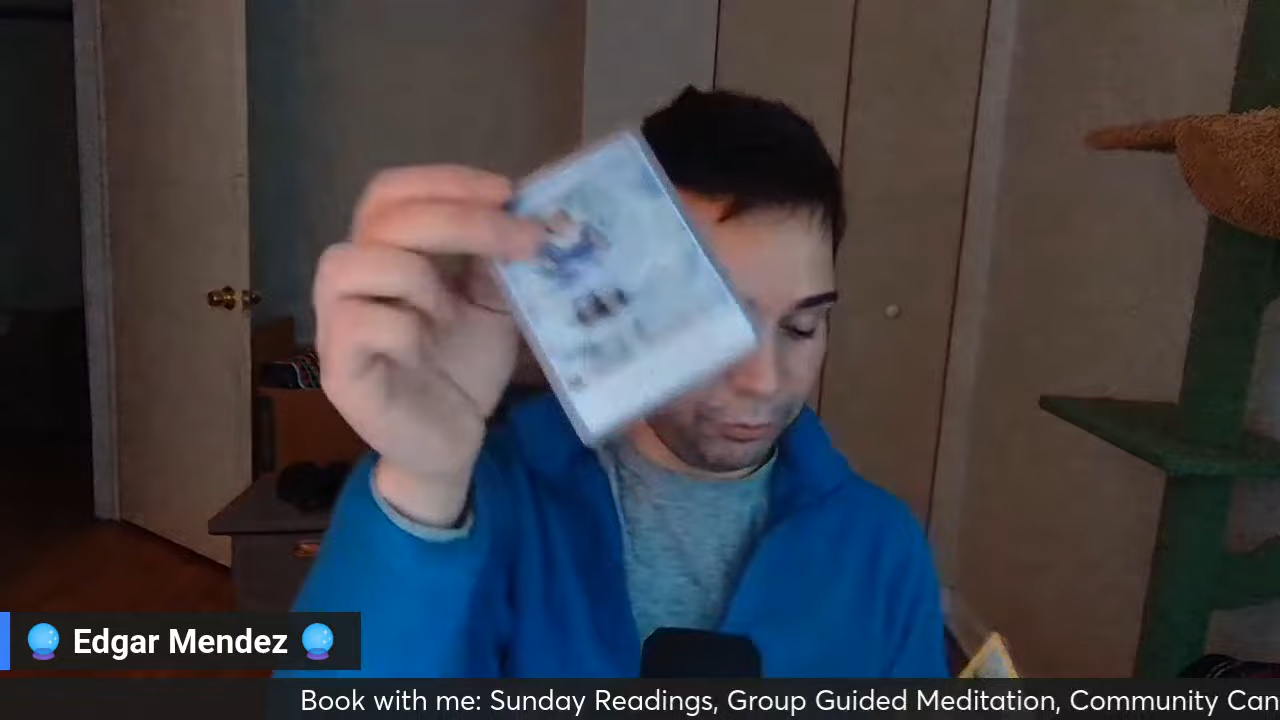 🔮 Edgar Mendez 🔮
Book with me: Sunday Readings, Group Guided Meditation, Community Can